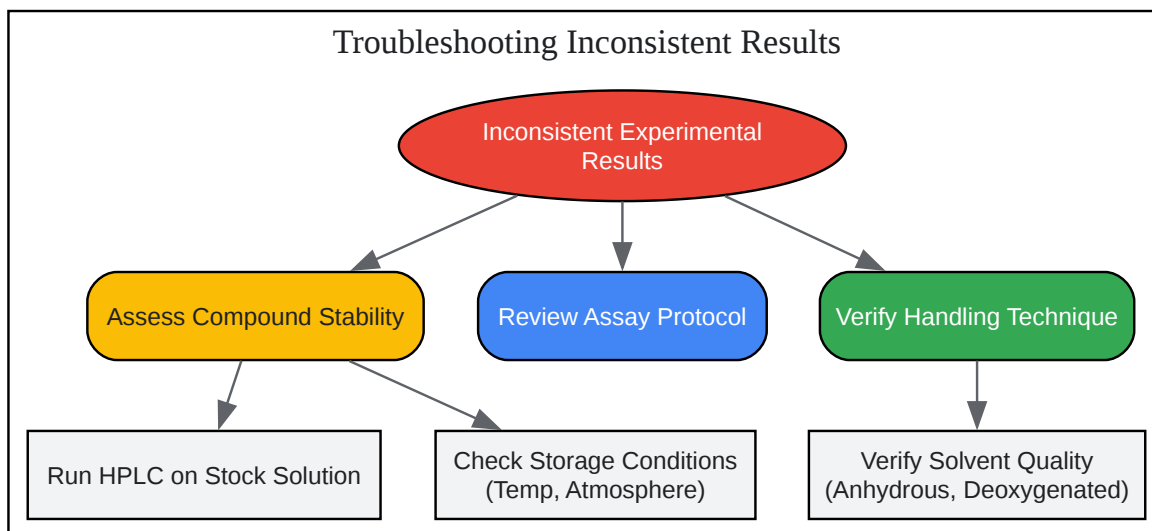 Troubleshooting Inconsistent Results
Inconsistent Experimental
Results
Assess Compound Stability
Review Assay Protocol
Verify Handling Technique
Run HPLC on Stock Solution
Check Storage Conditions
(Temp, Atmosphere)
Verify Solvent Quality
(Anhydrous, Deoxygenated)